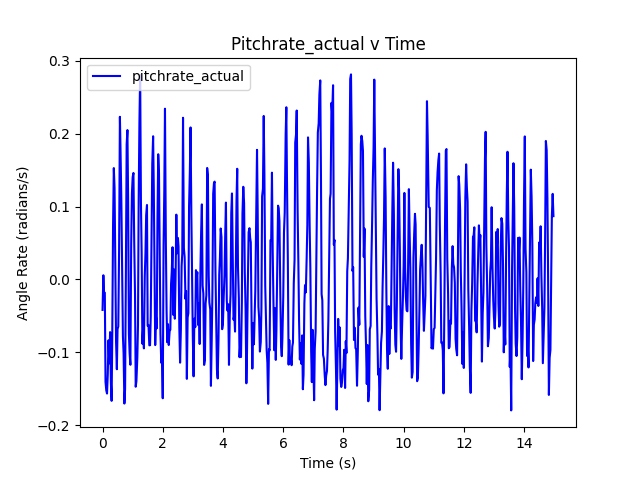 Pitchrate_actual v Time
pitchrate_actual
Angle Rate (radians/s)
0.3
0.2
0.1
0.0
−0.1
−0.2
0 2 4 6 8 10 12 14
Time (s)